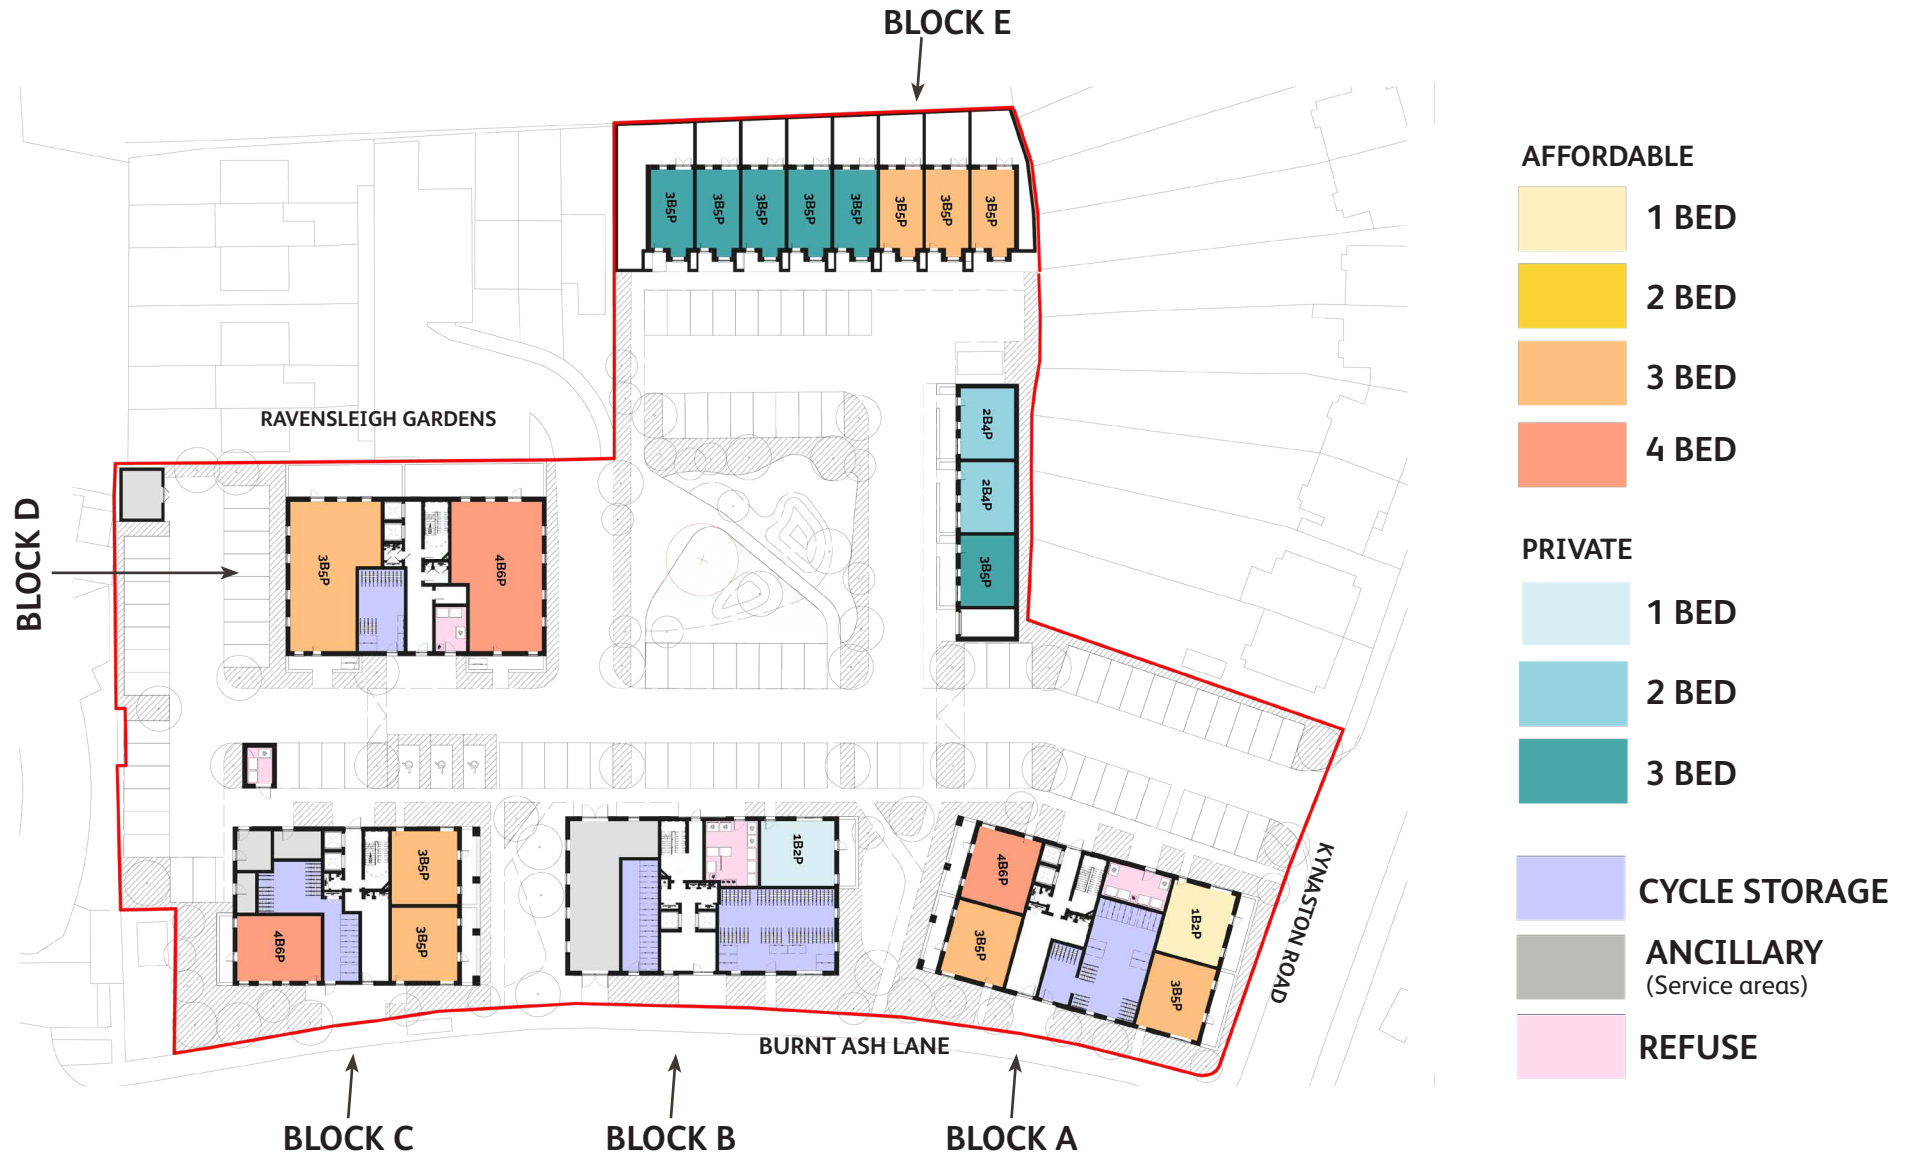 BLOCK E
3B5P
3B5P
3B5P
3B5P
3B5P
3B5P
3B5P
3B5P
RAVENSLEIGH GARDENS
2B4P
2B4P
3B5P
BLOCK D
3B5P
4B6P
4B6P
3B5P
3B5P
1B2P
4B6P
3B5P
1B2P
3B5P
KYNASTON ROAD
BURNT ASH LANE
BLOCK C
BLOCK B
BLOCK A
AFFORDABLE
1 BED
2 BED
3 BED
4 BED
PRIVATE
1 BED
2 BED
3 BED
CYCLE STORAGE
ANCILLARY
(Service areas)
REFUSE